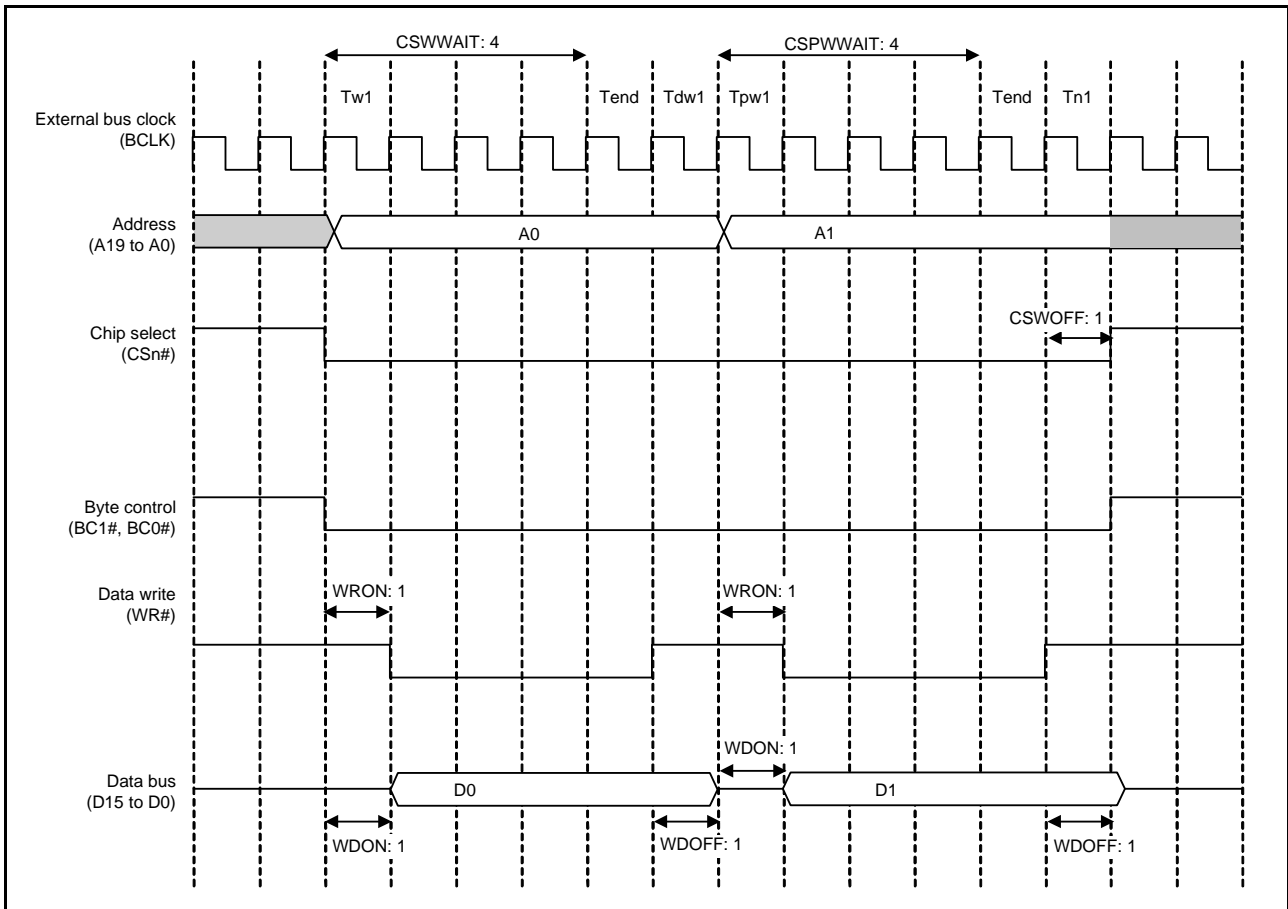 CSWWAIT: 4
CSPWWAIT: 4
Tw1
Tend
Tdw1
Tpw1
Tend
Tn1
External bus clock
(BCLK)
Address
(A19 to A0)
A0
A1
Chip select
(CSn#)
CSWOFF: 1
Byte control
(BC1#, BC0#)
Data write
(WR#)
WRON: 1
WRON: 1
WDON: 1
Data bus
(D15 to D0)
D0
D1
WDON: 1
WDOFF: 1
WDOFF: 1